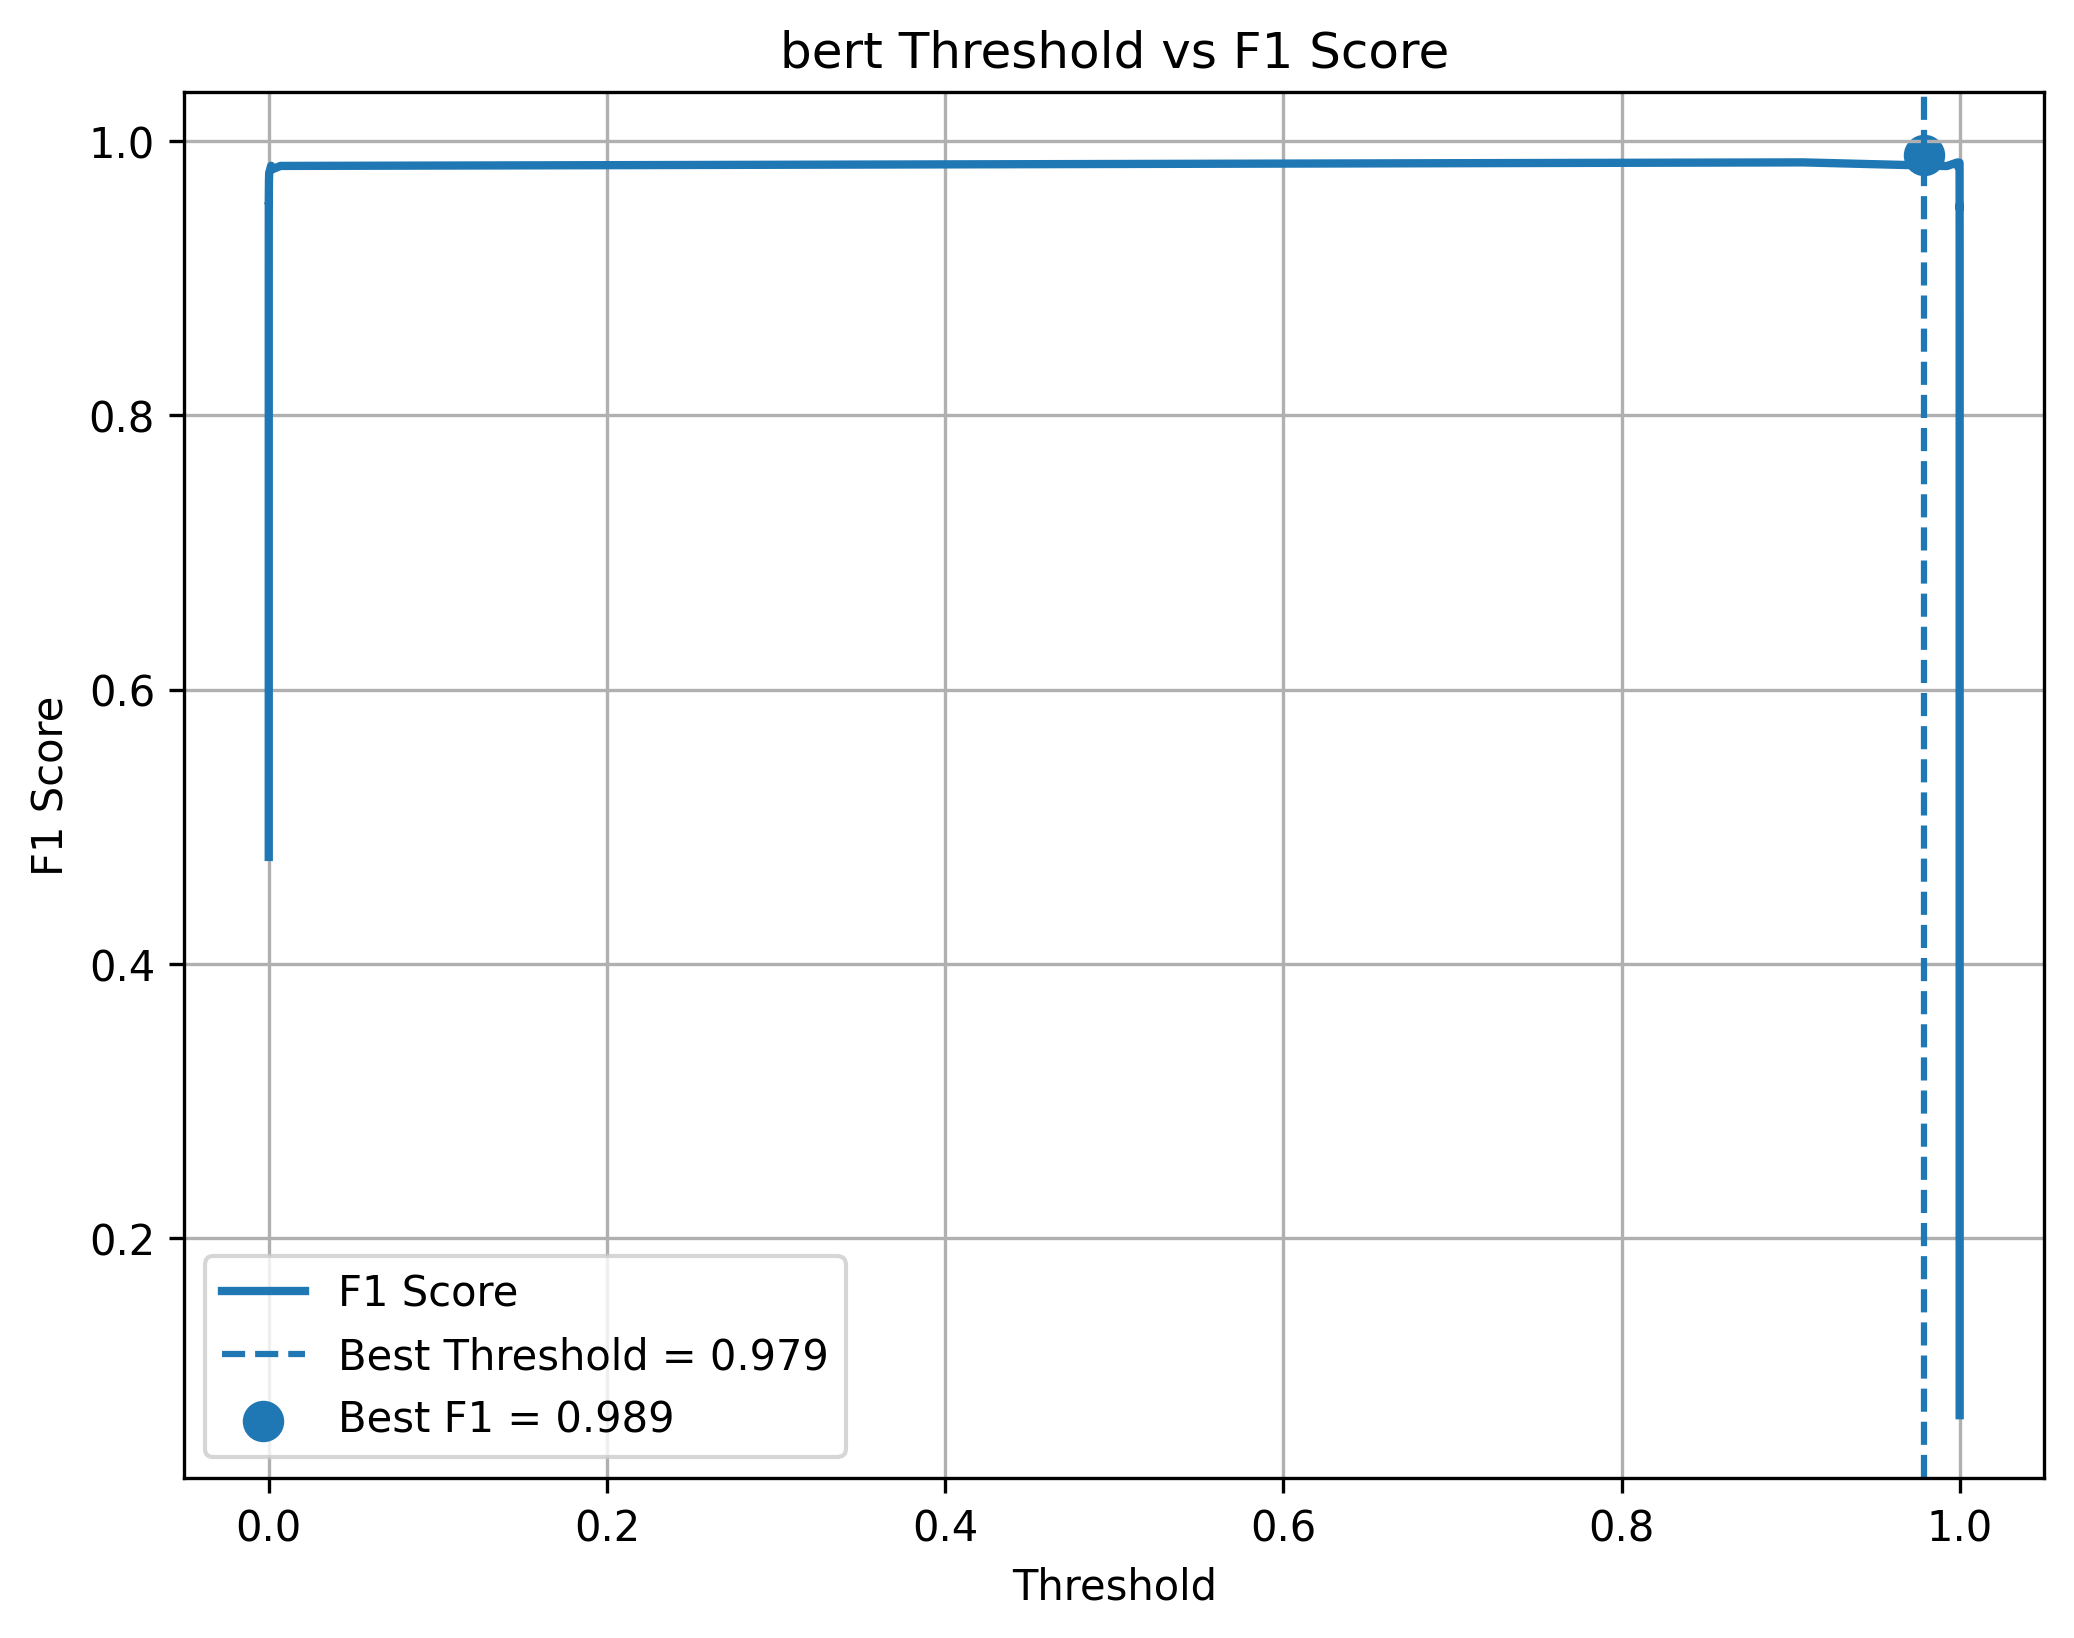 bert Threshold vs F1 Score
1.0
0.8
0.6
0.4
0.2
F1 Score
F1 Score
Best Threshold = 0.979
Best F1 = 0.989
0.0 0.2 0.4 0.6 0.8 1.0
Threshold